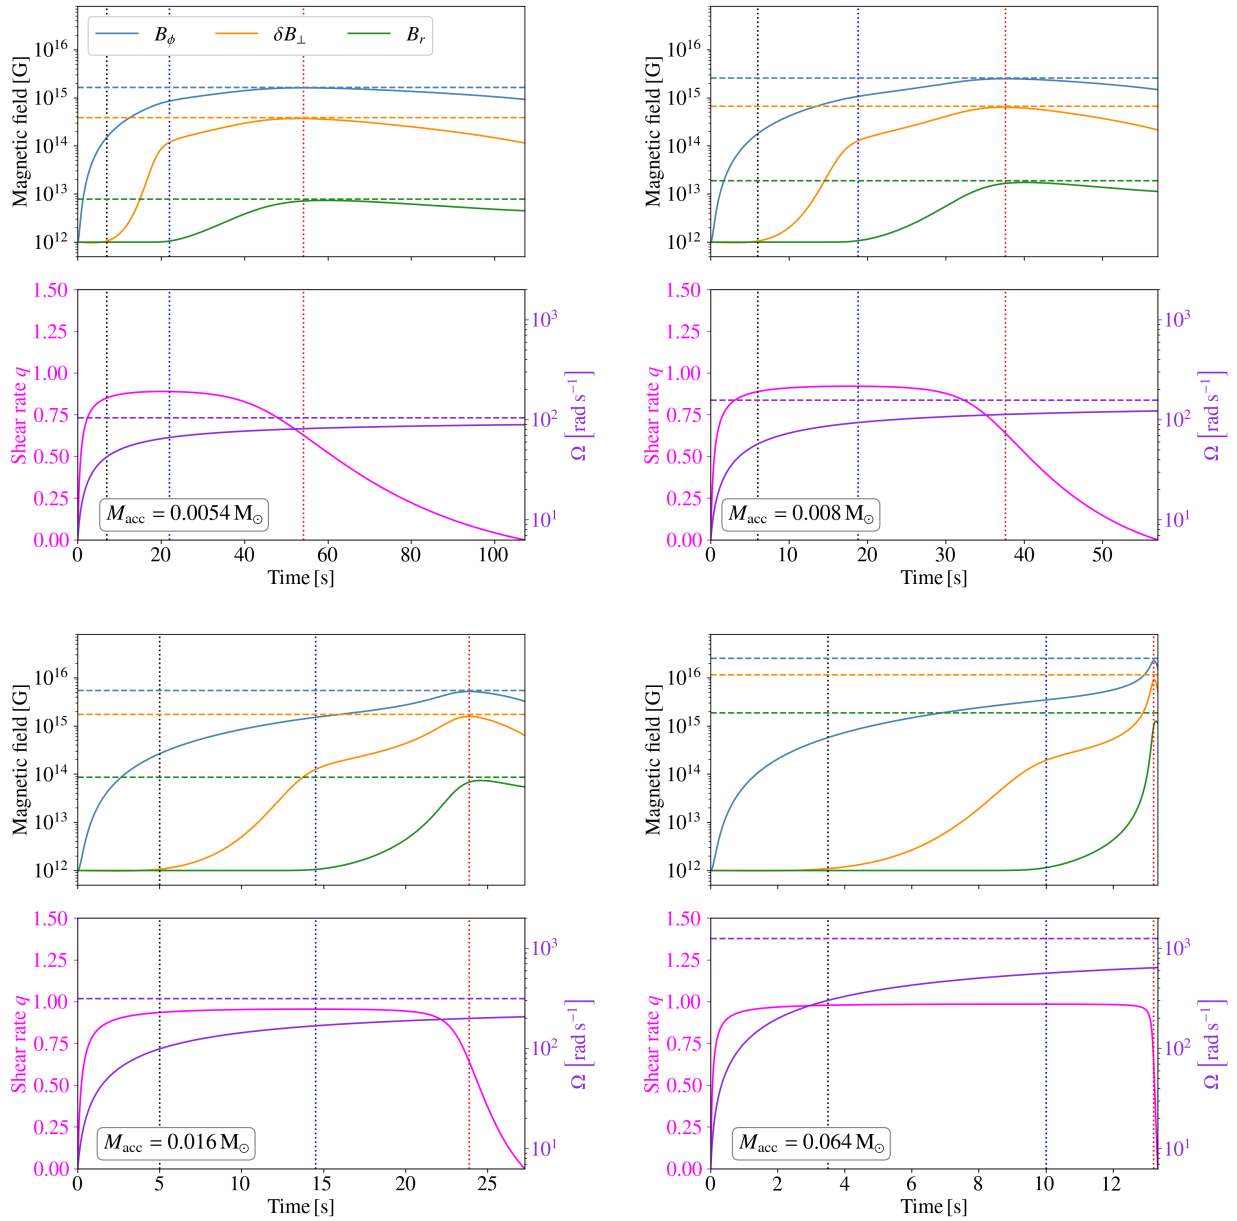 B_ϕ δB_⊥ B_r
Magnetic field [G]
10^16
10^15
10^14
10^13
10^12
Magnetic field [G]
10^16
10^15
10^14
10^13
10^12
Shear rate q
1.50
1.25
1.00
0.75
0.50
0.25
0.00
M_acc = 0.0054 M_⊙
10^3
10^2
10^1
Ω [rad s^−1]
0 20 40 60 80 100
Time [s]
Shear rate q
1.50
1.25
1.00
0.75
0.50
0.25
0.00
M_acc = 0.008 M_⊙
10^3
10^2
10^1
Ω [rad s^−1]
0 10 20 30 40 50
Time [s]
Magnetic field [G]
10^16
10^15
10^14
10^13
10^12
Magnetic field [G]
10^16
10^15
10^14
10^13
10^12
Shear rate q
1.50
1.25
1.00
0.75
0.50
0.25
0.00
M_acc = 0.016 M_⊙
10^3
10^2
10^1
Ω [rad s^−1]
0 5 10 15 20 25
Time [s]
Shear rate q
1.50
1.25
1.00
0.75
0.50
0.25
0.00
M_acc = 0.064 M_⊙
10^3
10^2
10^1
Ω [rad s^−1]
0 2 4 6 8 10 12
Time [s]